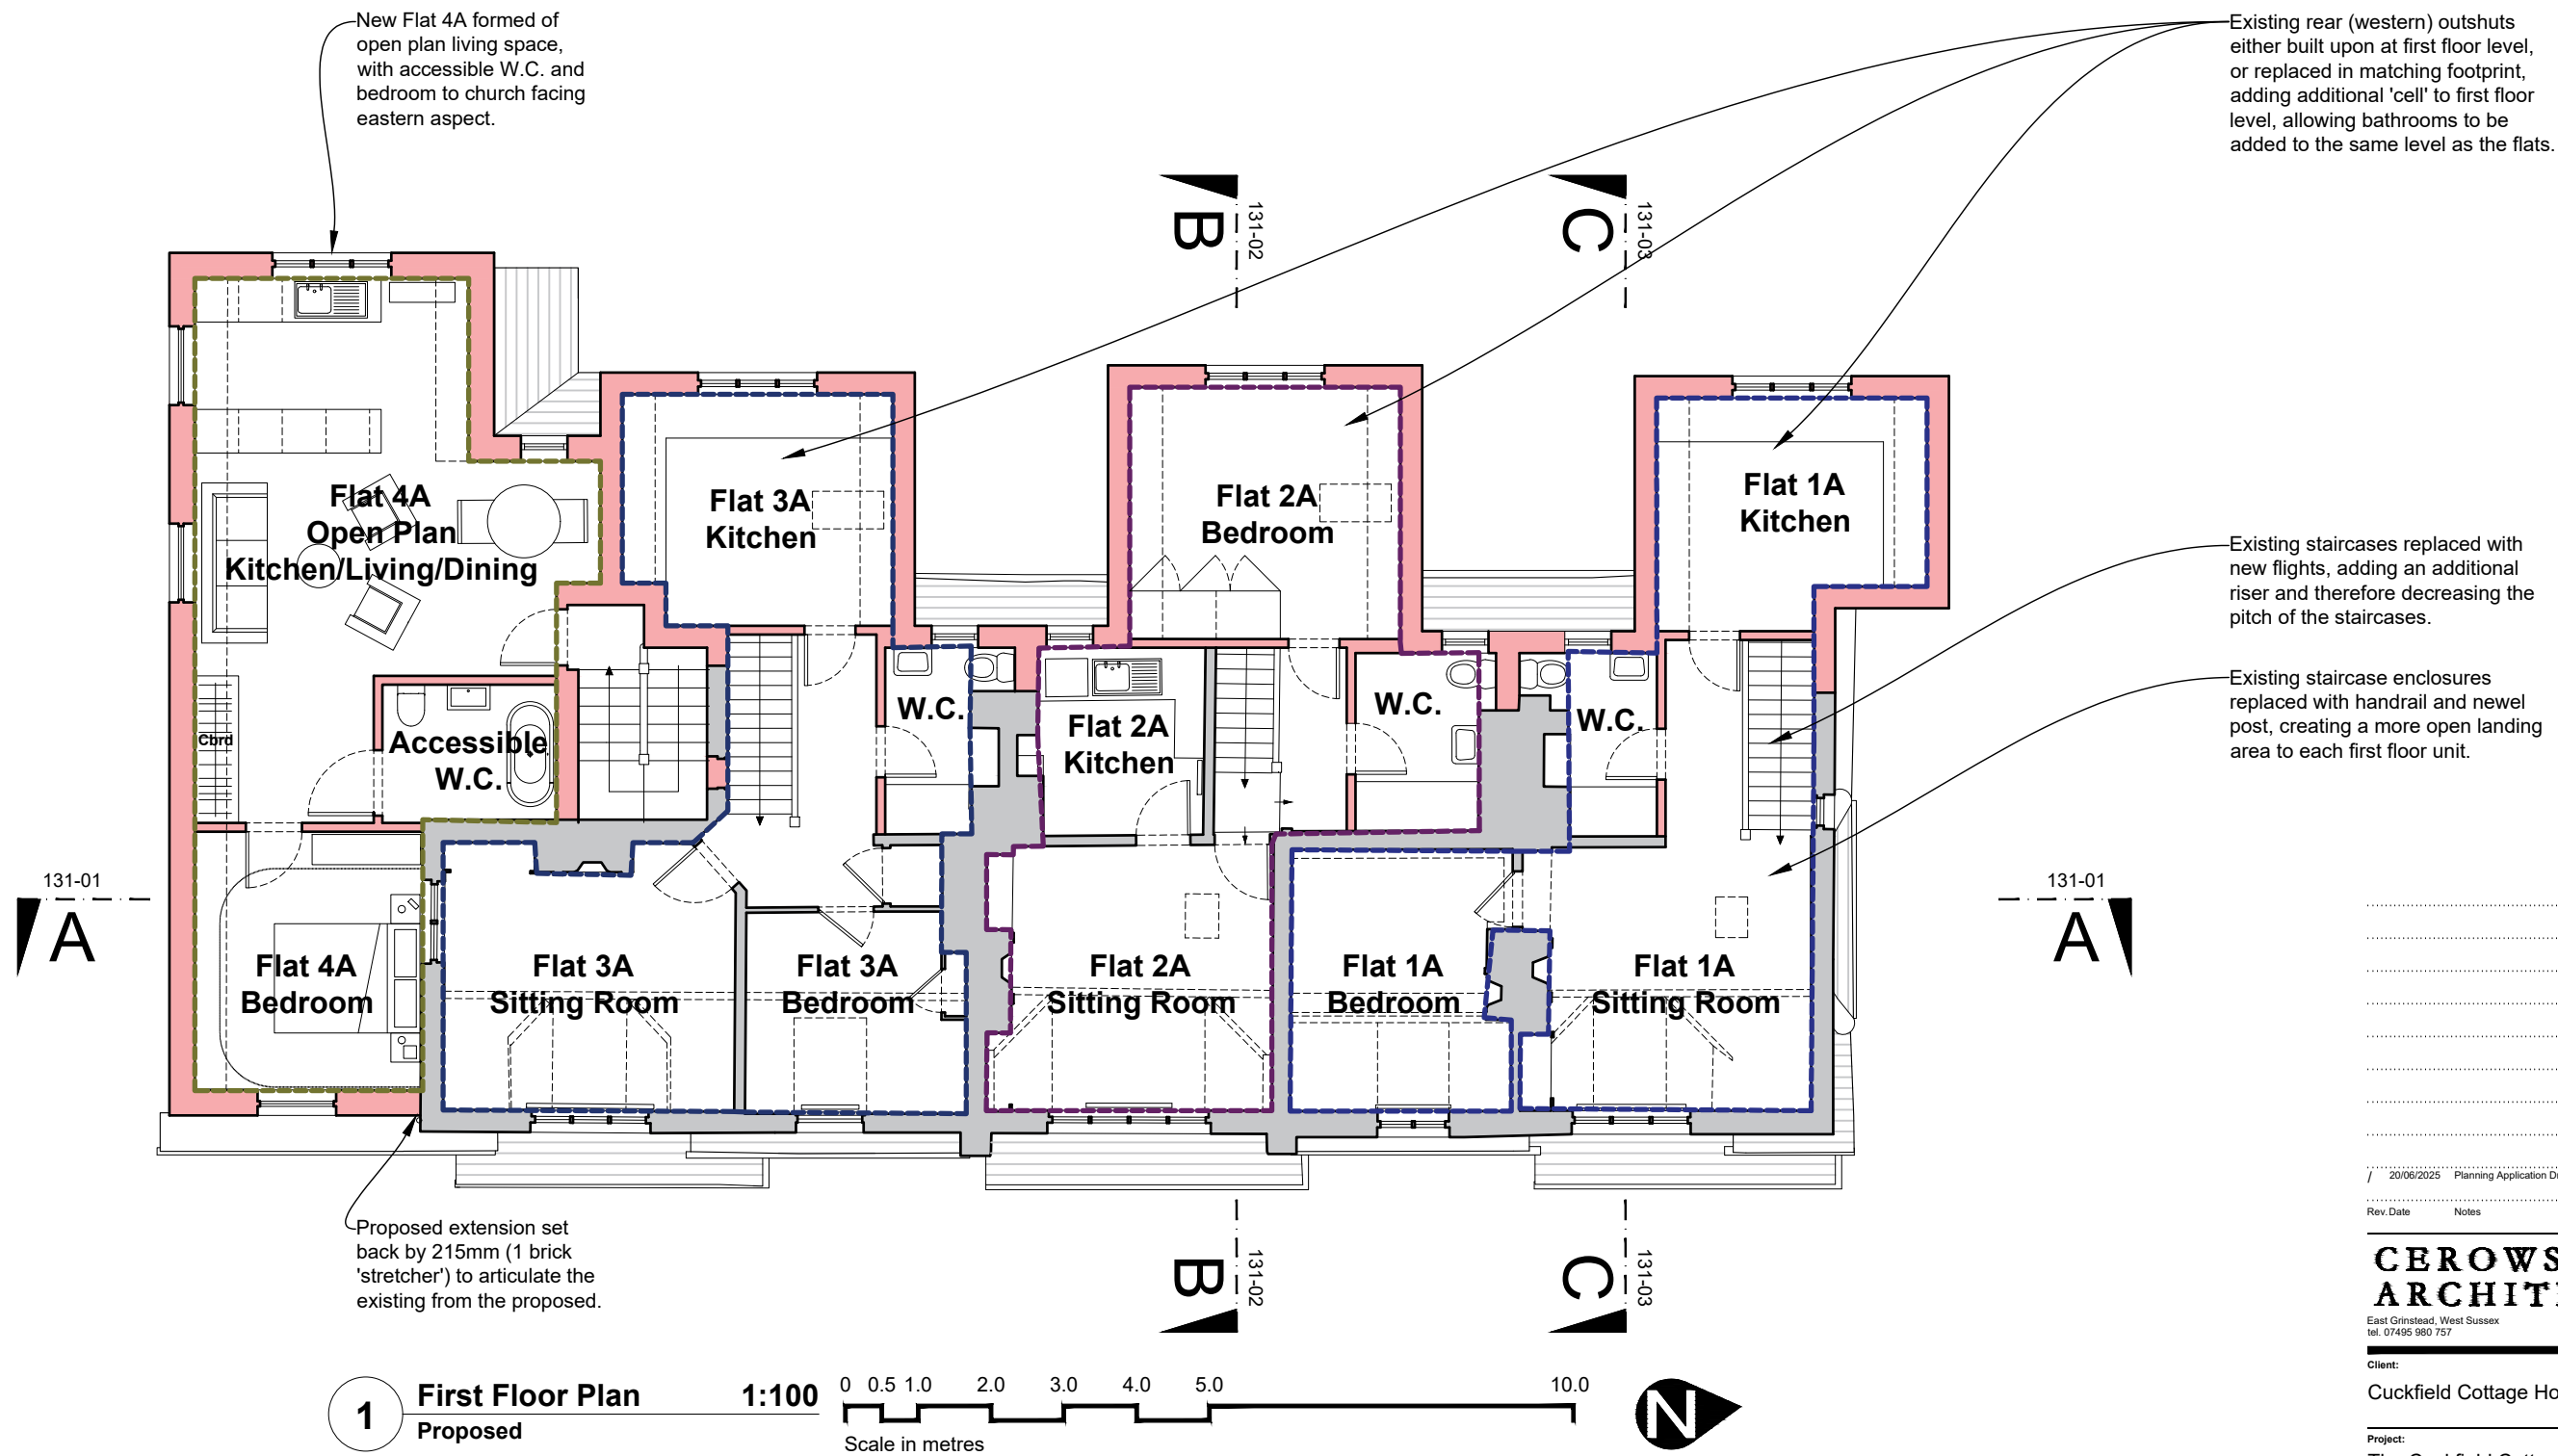 New Flat 4A formed of
open plan living space,
with accessible W.C. and
bedroom to church facing
eastern aspect.
Existing rear (western) outshuts
either built upon at first floor level,
or replaced in matching footprint,
adding additional 'cell' to first floor
level, allowing bathrooms to be
added to the same level as the flats.
B
131-02
C
131-03
Flat 4A
Open Plan
Kitchen/Living/Dining
Flat 3A
Kitchen
Flat 2A
Bedroom
Flat 1A
Kitchen
Existing staircases replaced with
new flights, adding an additional
riser and therefore decreasing the
pitch of the staircases.
Existing staircase enclosures
replaced with handrail and newel
post, creating a more open landing
area to each first floor unit.
Cbrd
Accessible
W.C.
W.C.
Flat 2A
Kitchen
W.C.
W.C.
131-01
A
131-01
A
Flat 4A
Bedroom
Flat 3A
Sitting Room
Flat 3A
Bedroom
Flat 2A
Sitting Room
Flat 1A
Bedroom
Flat 1A
Sitting Room
Proposed extension set
back by 215mm (1 brick
'stretcher') to articulate the
existing from the proposed.
B
131-02
C
131-03
1
First Floor Plan 1:100
Proposed
0 0.5 1.0 2.0 3.0 4.0 5.0 10.0
Scale in metres
N
/ 20/06/2025 Planning Application
Rev. Date Notes
CEROWS
ARCHIT
East Grinstead, West Sussex
tel. 07495 980 757
Client:
Cuckfield Cottage
Project: